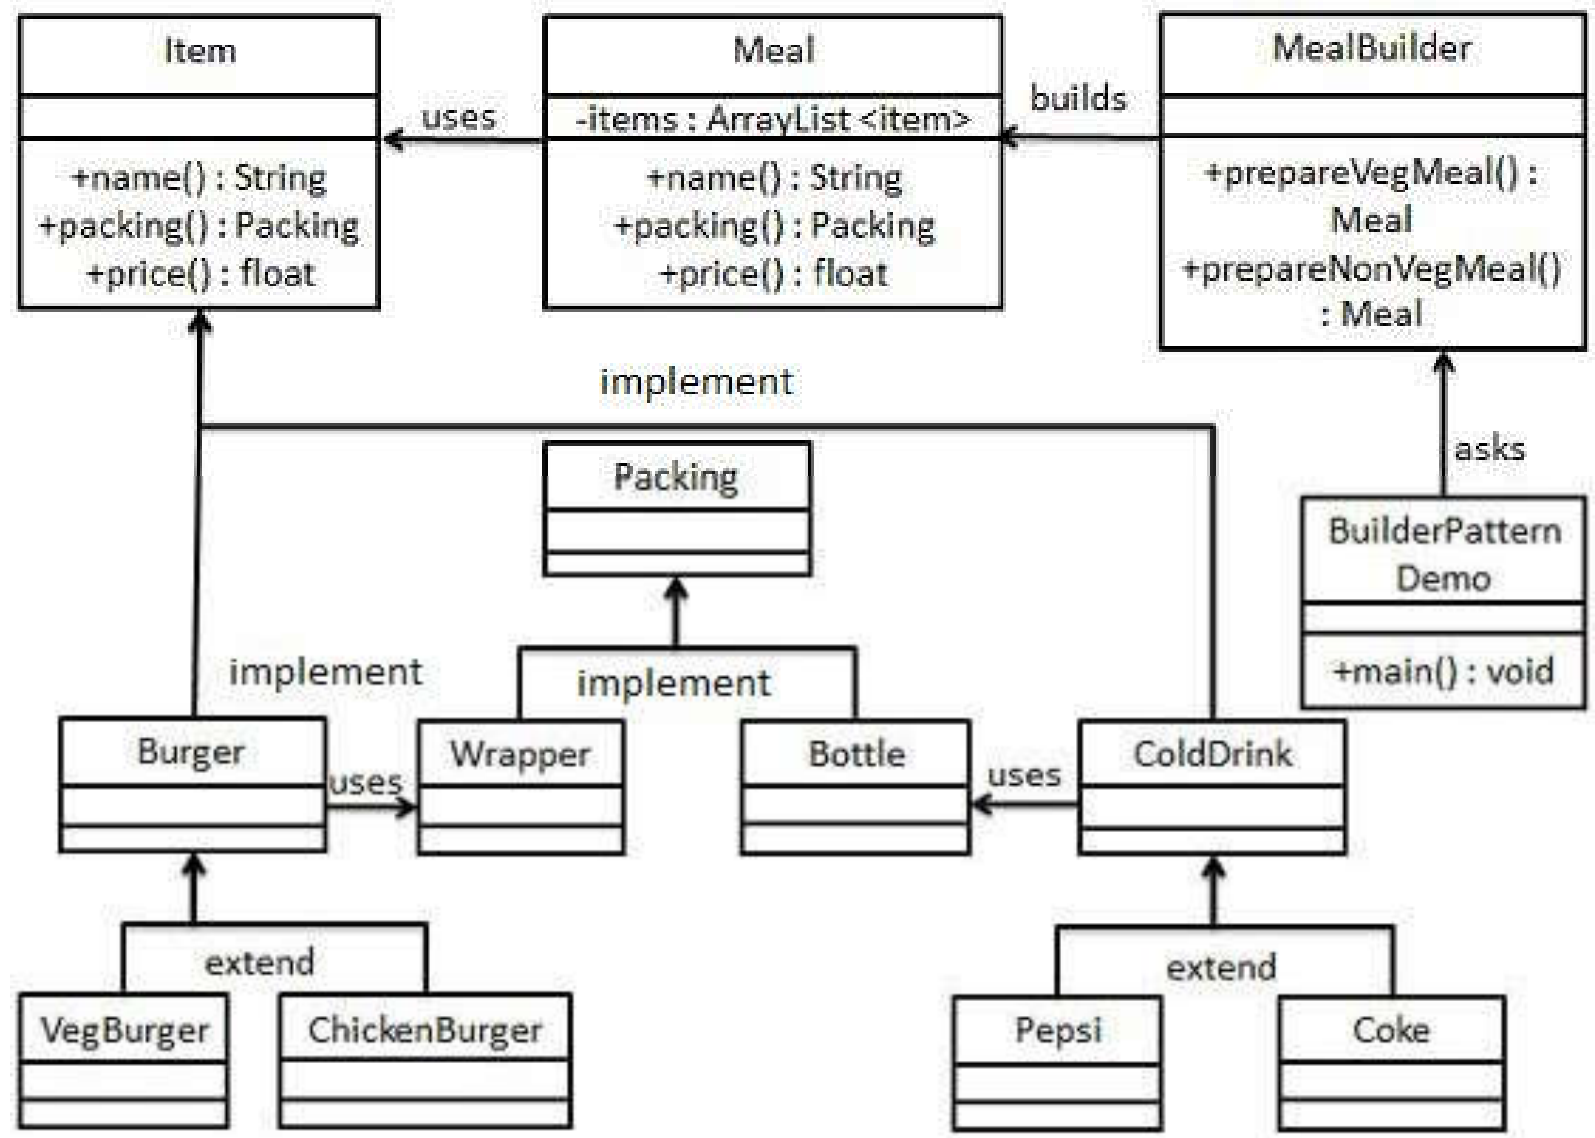 Item
+name() : String
+packing() : Packing
+price() : float
uses
Meal
-items : ArrayList <item>
+name() : String
+packing() : Packing
+price() : float
builds
MealBuilder
+prepareVegMeal() :
Meal
+prepareNonVegMeal()
: Meal
implement
asks
Packing
BuilderPattern
Demo
+main() : void
implement
implement
Burger
uses
Wrapper
Bottle
uses
ColdDrink
extend
extend
VegBurger
ChickenBurger
Pepsi
Coke